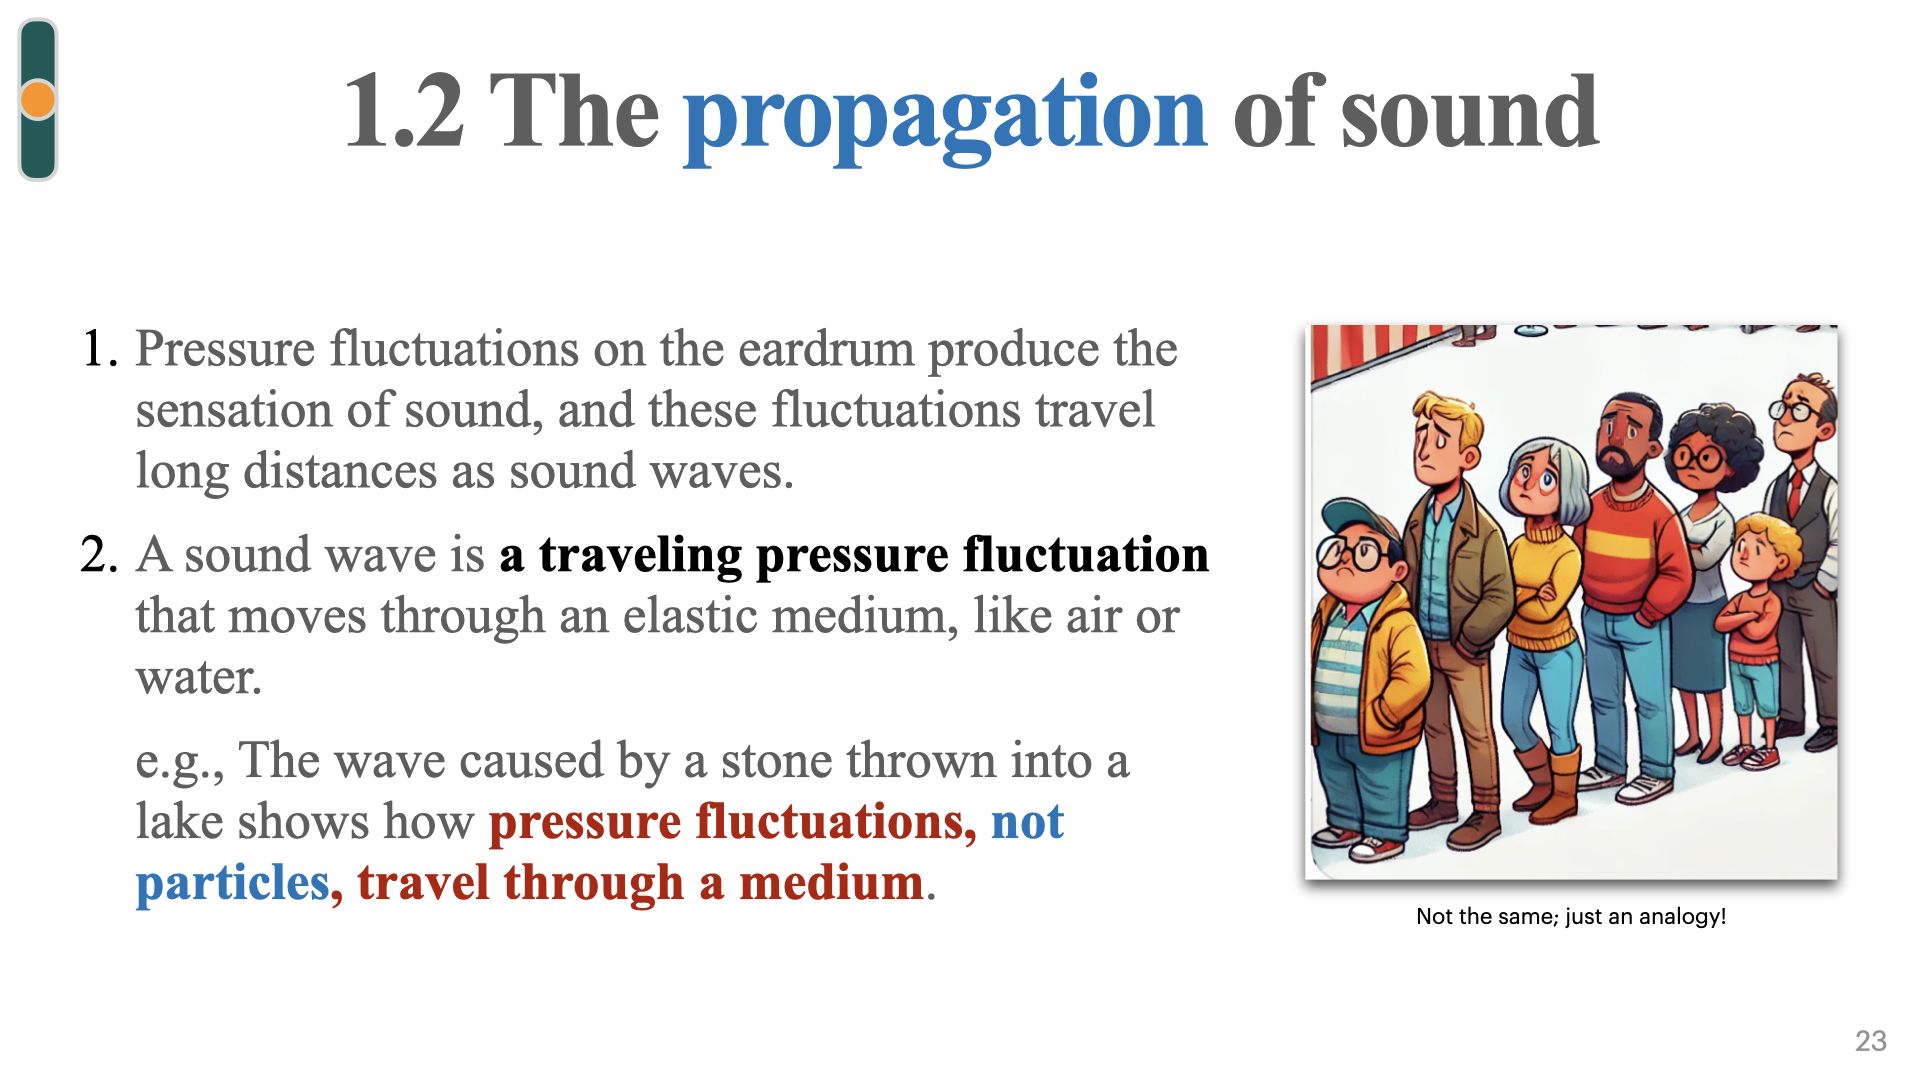 1.2 The propagation of sound
1. Pressure fluctuations on the eardrum produce the
sensation of sound, and these fluctuations travel
long distances as sound waves.
2. A sound wave is a traveling pressure fluctuation
that moves through an elastic medium, like air or
water.
e.g., The wave caused by a stone thrown into a
lake shows how pressure fluctuations, not
particles, travel through a medium.
Not the same; just an analogy!
23